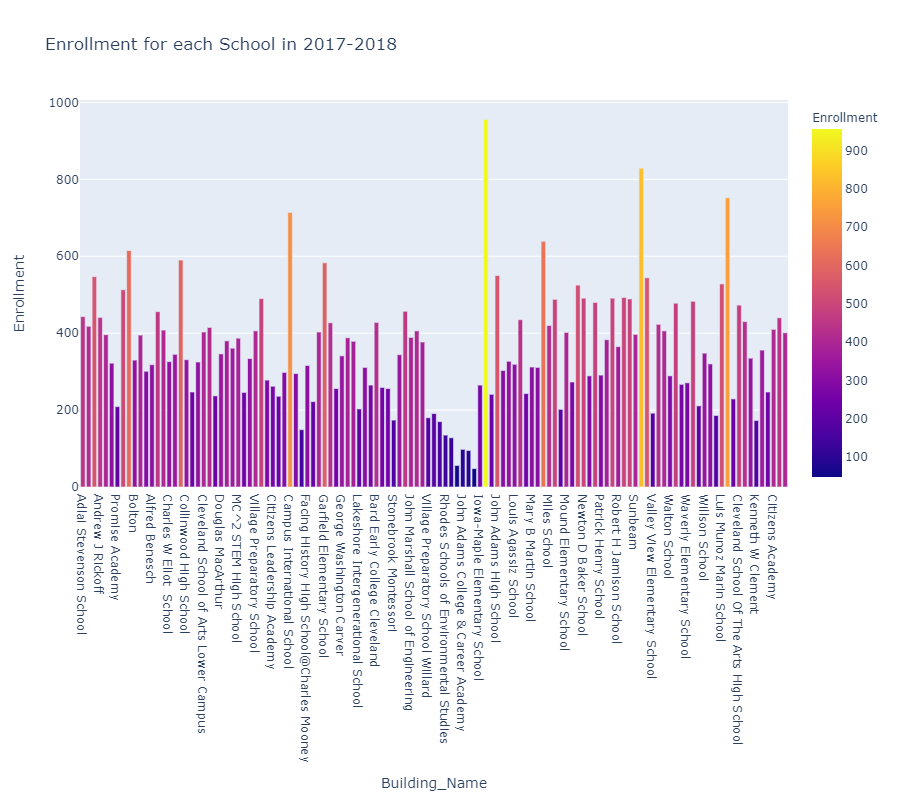 Enrollment for each School in 2017-2018
Enrollment
1000
800
600
400
200
0
Enrollment
900
800
700
600
500
400
300
200
100
Adlai Stevenson School
Andrew J Rickoff
Promise Academy
Bolton
Alfred Benesch
Charles W Eliot School
Collinwood High School
Cleveland School of Arts Lower Campus
Douglas MacArthur
MC^2 STEM High School
Village Preparatory School
Citizens Leadership Academy
Campus International School
Facing History High School@Charles Mooney
Garfield Elementary School
George Washington Carver
Lakeshore Intergenerational School
Bard Early College Cleveland
Stonebrook Montessori
John Marshall School of Engineering
Village Preparatory School Willard
Rhodes Schools of Environmental Studies
John Adams College & Career Academy
Iowa-Maple Elementary School
John Adams High School
Louis Agassiz School
Mary B Martin School
Miles School
Mound Elementary School
Newton D Baker School
Patrick Henry School
Robert H Jamison School
Sunbeam
Valley View Elementary School
Walton School
Waverly Elementary School
Willson School
Luis Munoz Marin School
Cleveland School Of The Arts High School
Kenneth W Clement
Citizens Academy
Building_Name